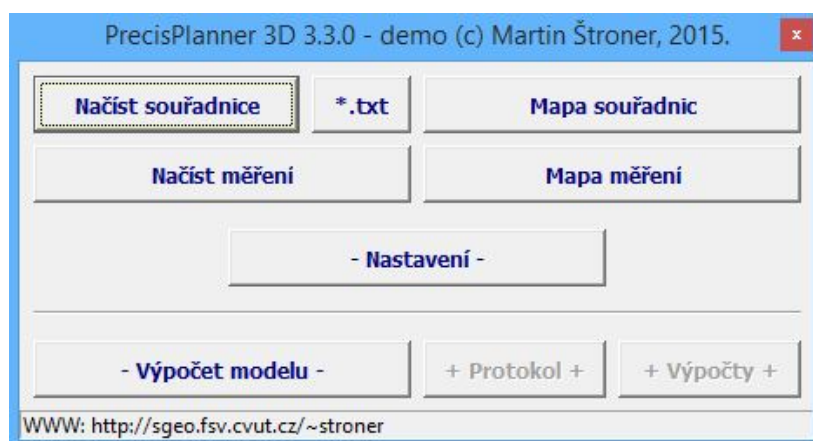 PrecisPlanner 3D 3.3.0 - demo (c) Martin Štroner, 2015. x
Načíst souřadnice *.txt Mapa souřadnic
Načíst měření Mapa měření
- Nastavení -
- Výpočet modelu - + Protokol + + Výpočty +
WWW: http://sgeo.fsv.cvut.cz/~stroner